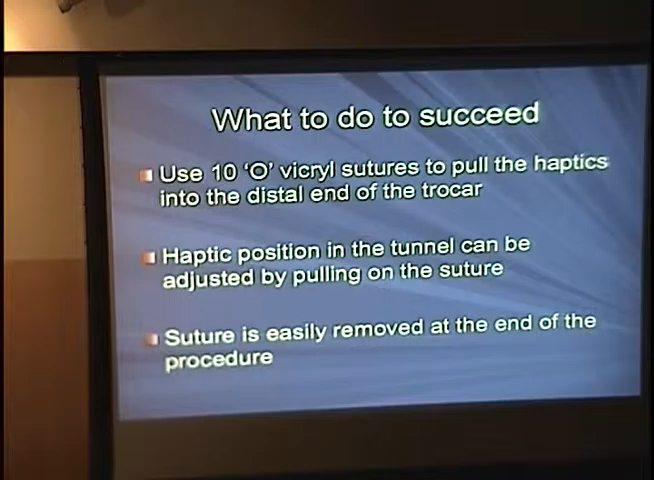 What to do to succeed
Use 10 ‘O’ vicryl sutures to pull the haptics
into the distal end of the trocar
Haptic position in the tunnel can be
adjusted by pulling on the suture
Suture is easily removed at the end of the
procedure